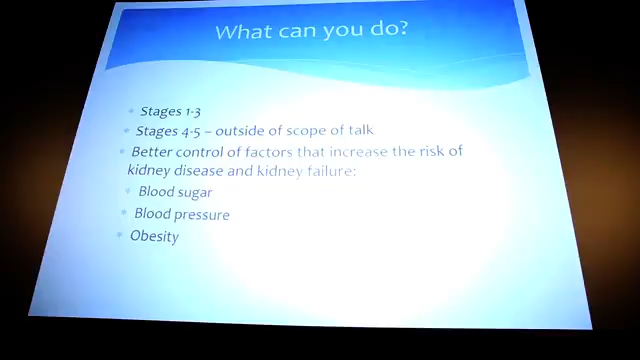 What can you do?
Stages 1-3
Stages 4-5 – outside of scope of talk
Better control of factors that increase the risk of
kidney disease and kidney failure:
Blood sugar
Blood pressure
Obesity